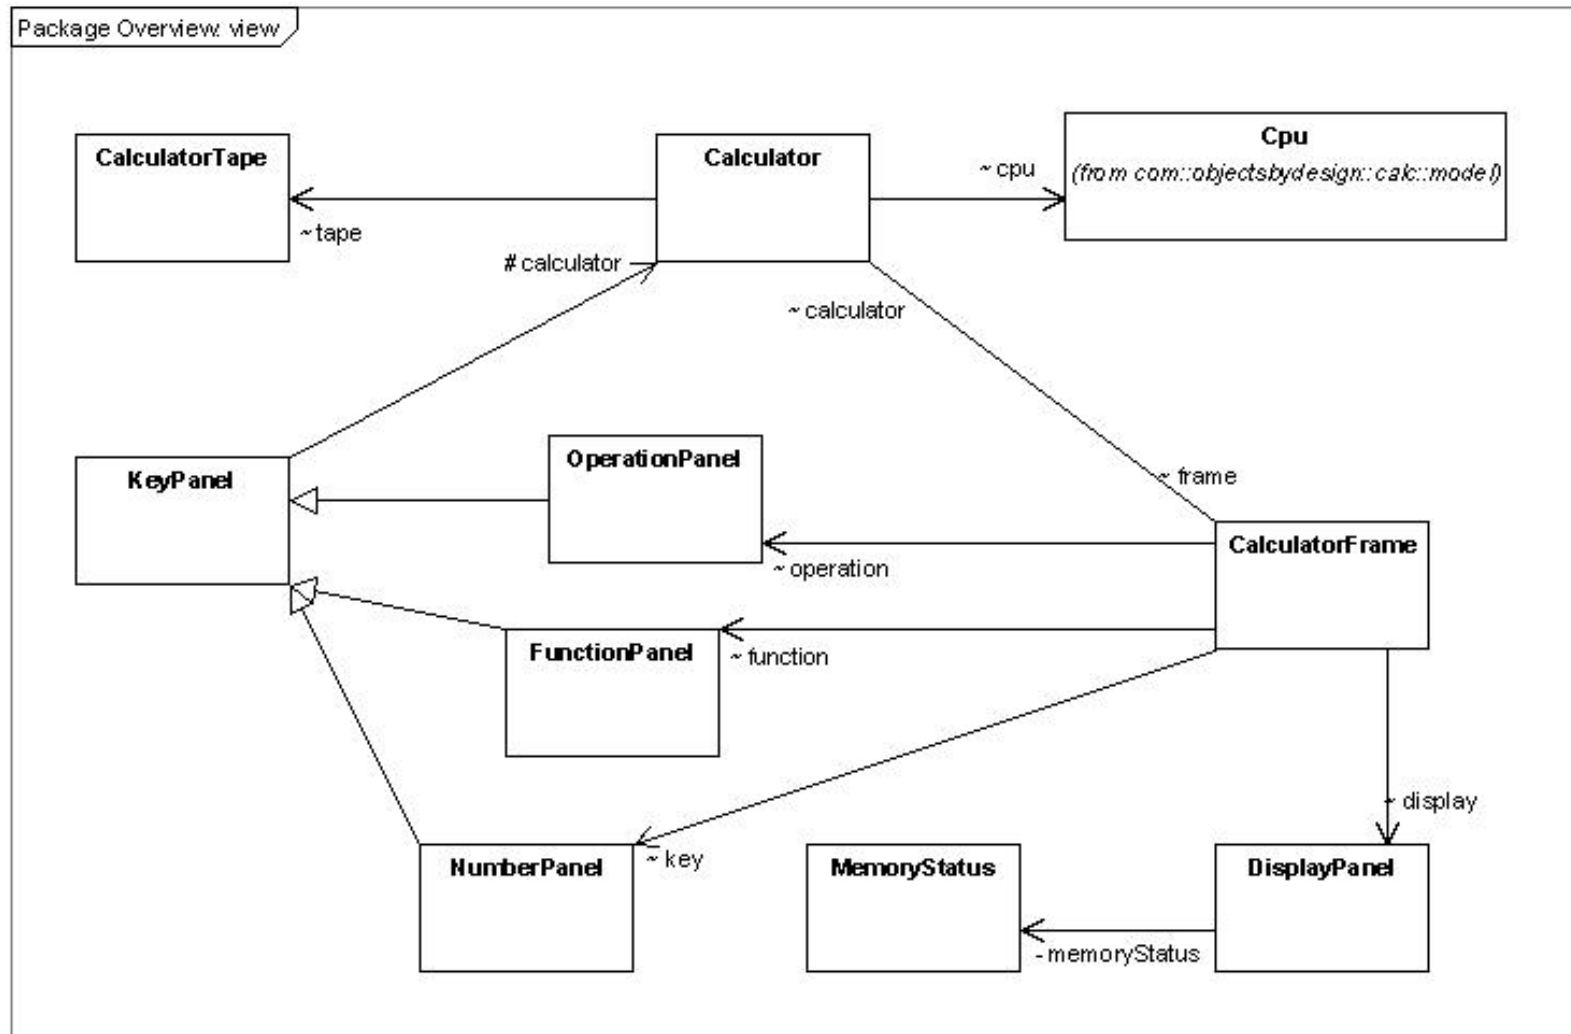 Package Overview: view
CalculatorTape
Calculator
Cpu
(from com::objectsbydesign::calc::model)
~ cpu
~ tape
# calculator
~ calculator
KeyPanel
OperationPanel
~ frame
CalculatorFrame
~ operation
FunctionPanel
~ function
~ display
NumberPanel
~ key
MemoryStatus
DisplayPanel
- memoryStatus